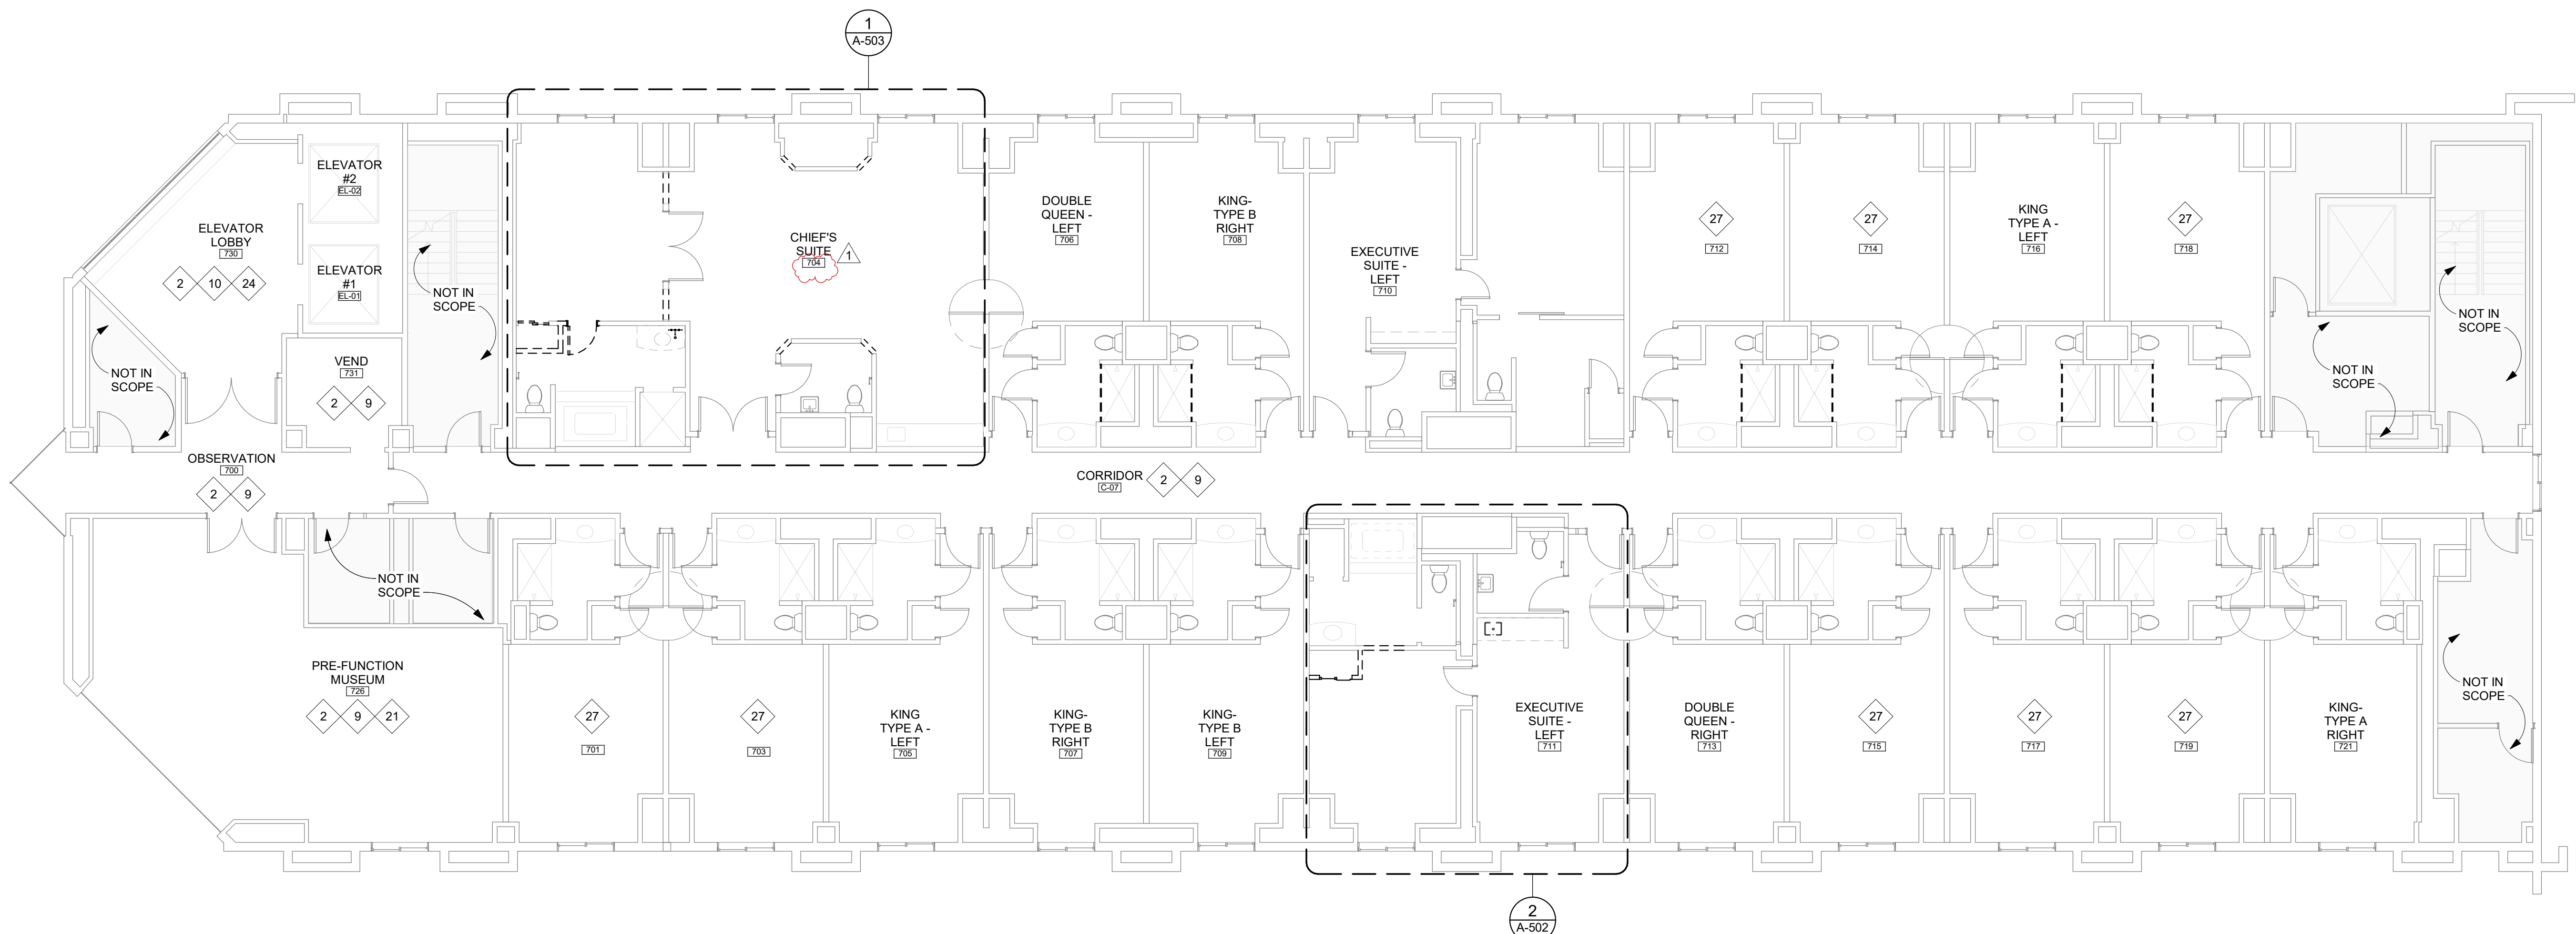 1
A-503
ELEVATOR
#2
EL-02
ELEVATOR
LOBBY
730
2
10
24
ELEVATOR
#1
EL-01
NOT IN
SCOPE
NOT IN
SCOPE
VEND
731
2
9
CHIEF'S
SUITE
704
1
DOUBLE
QUEEN -
LEFT
706
KING-
TYPE B
RIGHT
708
EXECUTIVE
SUITE -
LEFT
710
27
712
27
714
KING
TYPE A -
LEFT
716
27
718
NOT IN
SCOPE
NOT IN
SCOPE
OBSERVATION
700
2
9
CORRIDOR
C-07
2
9
NOT IN
SCOPE
PRE-FUNCTION
MUSEUM
726
2
9
21
27
701
27
703
KING
TYPE A -
LEFT
705
KING-
TYPE B
RIGHT
707
KING-
TYPE B
LEFT
709
EXECUTIVE
SUITE -
LEFT
711
DOUBLE
QUEEN -
RIGHT
713
27
715
27
717
27
719
KING-
TYPE A
RIGHT
721
NOT IN
SCOPE
2
A-502